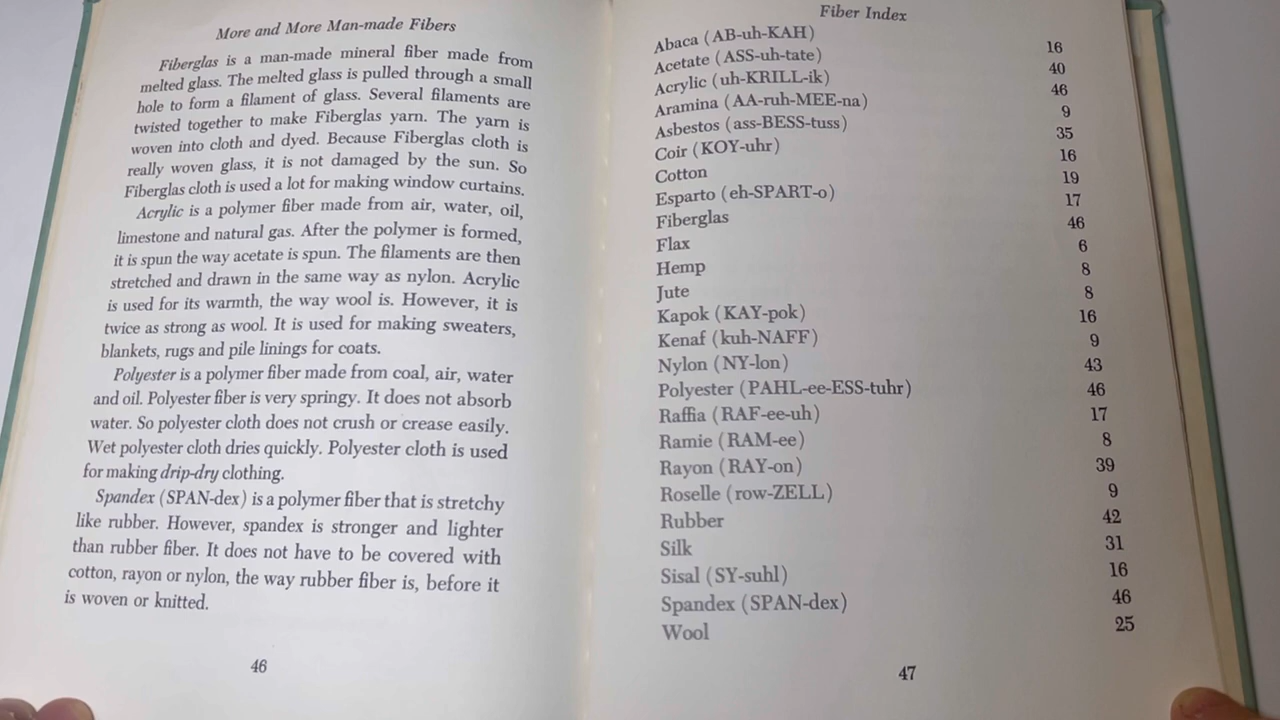 More and More Man-made Fibers
Fiberglas is a man-made mineral fiber made from
melted glass. The melted glass is pulled through a small
hole to form a filament of glass. Several filaments are
twisted together to make Fiberglas yarn. The yarn is
woven into cloth and dyed. Because Fiberglas cloth is
really woven glass, it is not damaged by the sun. So
Fiberglas cloth is used a lot for making window curtains.
Acrylic is a polymer fiber made from air, water, oil,
limestone and natural gas. After the polymer is formed,
it is spun the way acetate is spun. The filaments are then
stretched and drawn in the same way as nylon. Acrylic
is used for its warmth, the way wool is. However, it is
twice as strong as wool. It is used for making sweaters,
blankets, rugs and pile linings for coats.
Polyester is a polymer fiber made from coal, air, water
and oil. Polyester fiber is very springy. It does not absorb
water. So polyester cloth does not crush or crease easily.
Wet polyester cloth dries quickly. Polyester cloth is used
for making drip-dry clothing.
Spandex (SPAN-dex) is a polymer fiber that is stretchy
like rubber. However, spandex is stronger and lighter
than rubber fiber. It does not have to be covered with
cotton, rayon or nylon, the way rubber fiber is, before it
is woven or knitted.
46
Fiber Index
Abaca (AB-uh-KAH) 16
Acetate (ASS-uh-tate) 40
Acrylic (uh-KRILL-ik) 46
Aramina (AA-ruh-MEE-na) 9
Asbestos (ass-BESS-tuss) 35
Coir (KOY-uhr) 16
Cotton 19
Esparto (eh-SPART-o) 17
Fiberglas 46
Flax 6
Hemp 8
Jute 8
Kapok (KAY-pok) 16
Kenaf (kuh-NAFF) 9
Nylon (NY-lon) 43
Polyester (PAHL-ee-ESS-tuhr) 46
Raffia (RAF-ee-uh) 17
Ramie (RAM-ee) 8
Rayon (RAY-on) 39
Roselle (row-ZELL) 9
Rubber 42
Silk 31
Sisal (SY-suhl) 16
Spandex (SPAN-dex) 46
Wool 25
47